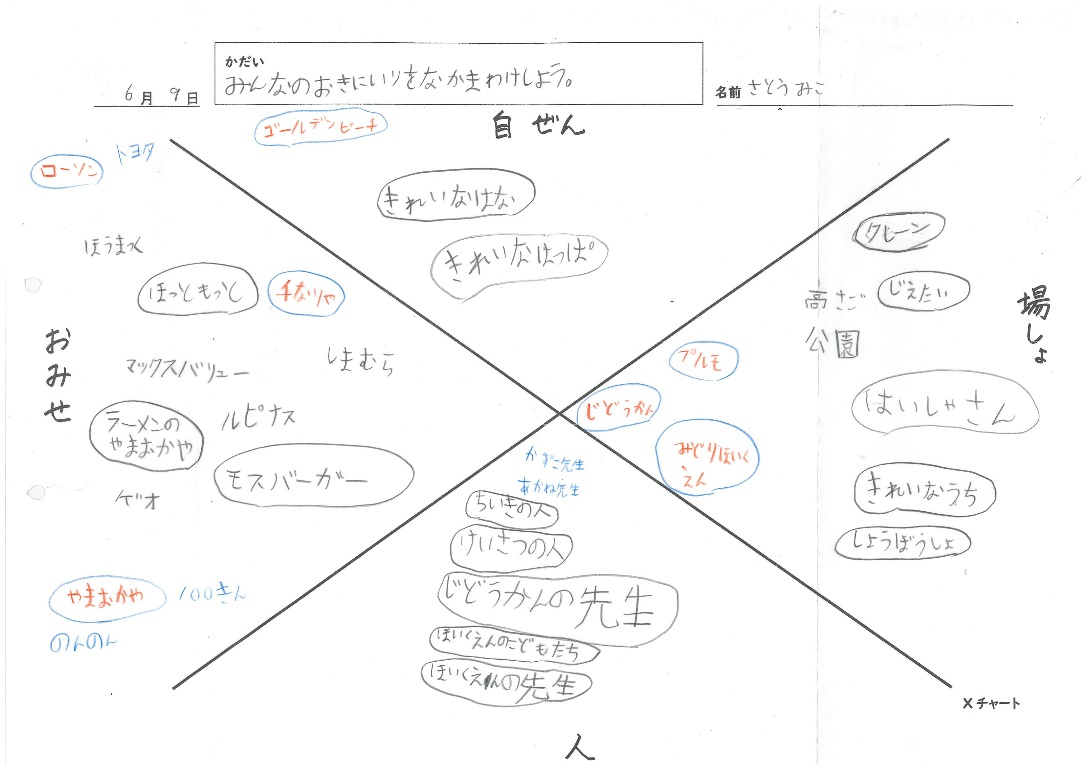 かだい
みんなのおきにいりをなかまわけしよう。
6月9日
名前 さとうみこ
自ぜん
ゴールデンビーチ
きれいなはな
きれいなはっぱ
おみせ
ローソン
トヨタ
ほうまっく
ほっともっと
千なりや
マックスバリュー
しまむら
ラーメンの
やまおかや
ルピナス
モスバーガー
ゲオ
やまおかや
100きん
のんのん
場しょ
クレーン
高さご
公園
じえたい
プルモ
じどうかん
みどりほいく
えん
はいしゃさん
きれいなうち
しょうぼうしょ
かずこ先生
あかね先生
ちいきの人
けいさつの人
じどうかんの先生
ほいくえんのこどもたち
ほいくえんの先生
人
Xチャート